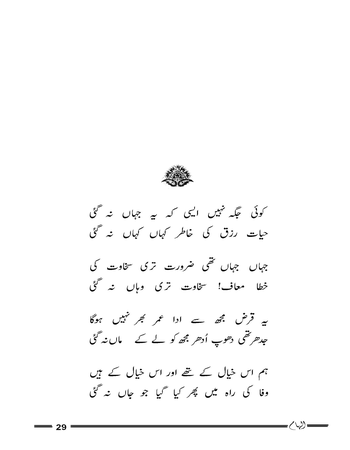 کوئی جگہ نہیں ایسی کہ یہ جہاں نہ گئی
حیات رزق کی خاطر کہاں کہاں نہ گئی
جہاں جہاں تھی ضرورت تری سخاوت کی
خطا معاف! سخاوت تری وہاں نہ گئی
یہ قرض مجھ سے ادا عمر بھر نہیں ہوگا
جدھر تھی دھوپ اُدھر مجھ کو لے کے ماں نہ گئی
ہم اس خیال کے تھے اور اس خیال کے ہیں
وفا کی راہ میں پھر کیا گیا جو جاں نہ گئی
29
الہام